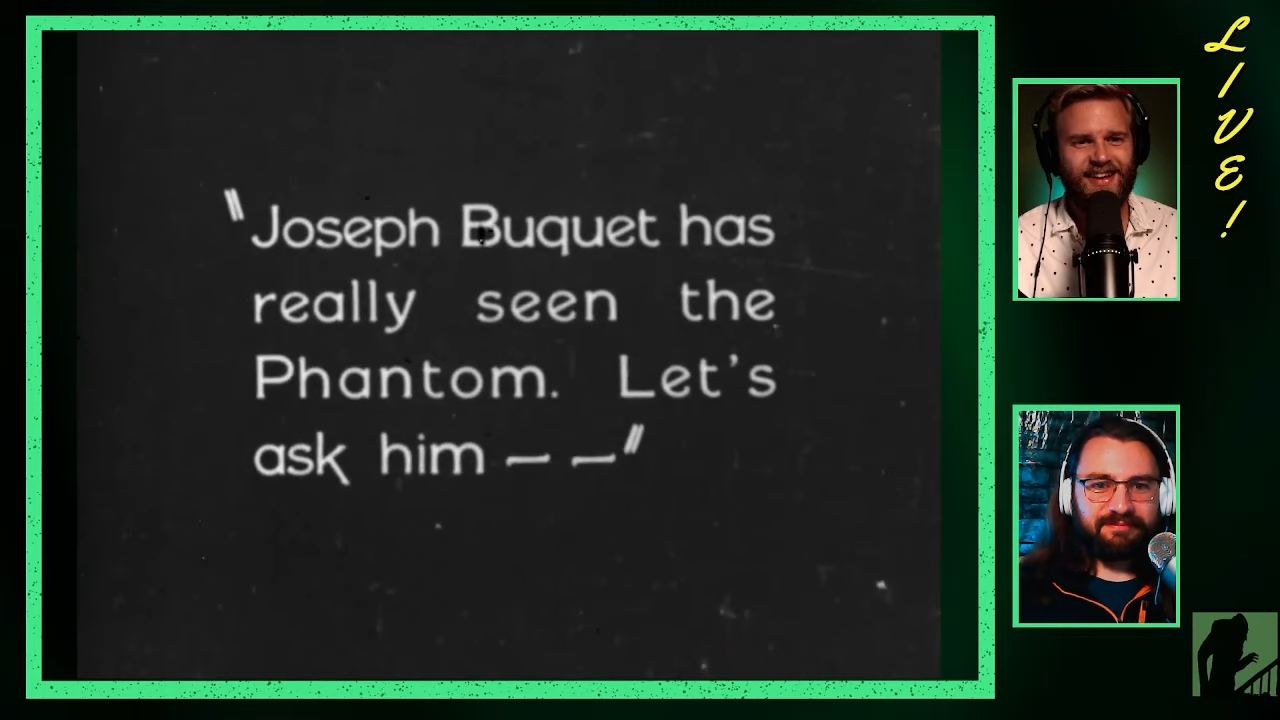 "Joseph Buquet has
really seen the
Phantom. Let's
ask him — —"
LIVE!